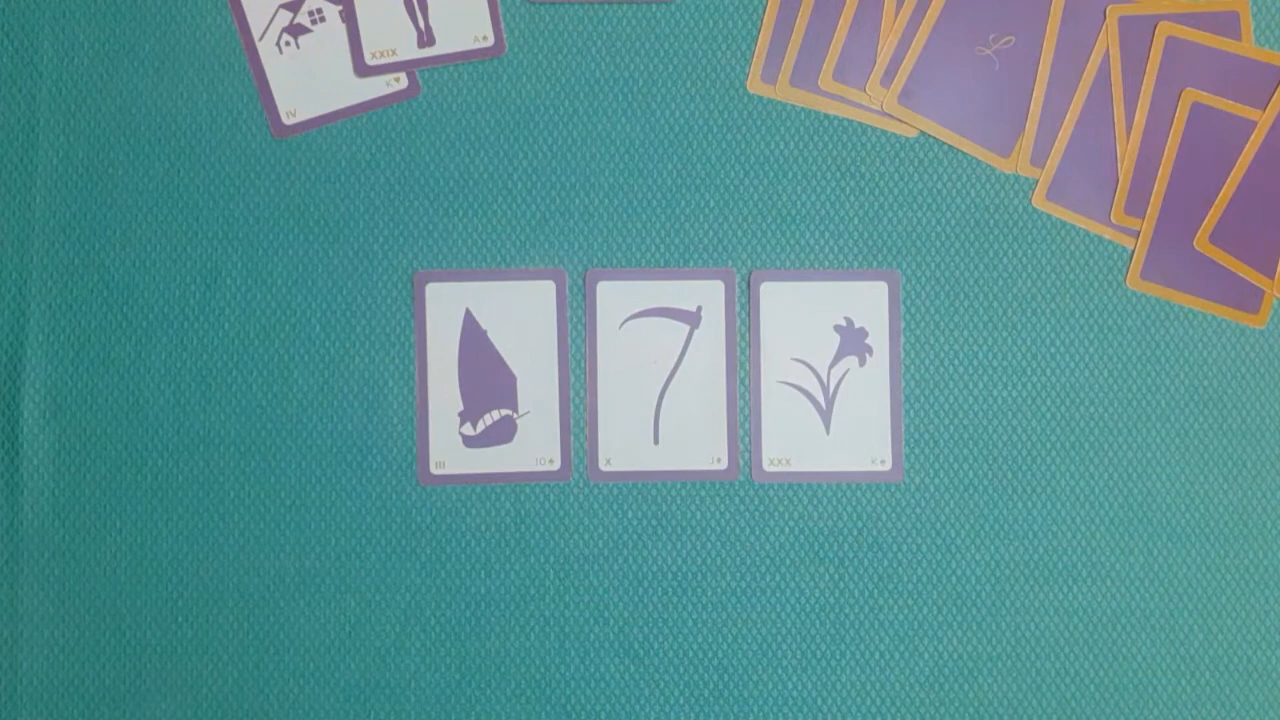 IV K♥
XXIX A♠
III 10♠
X J♦
XXX K♠